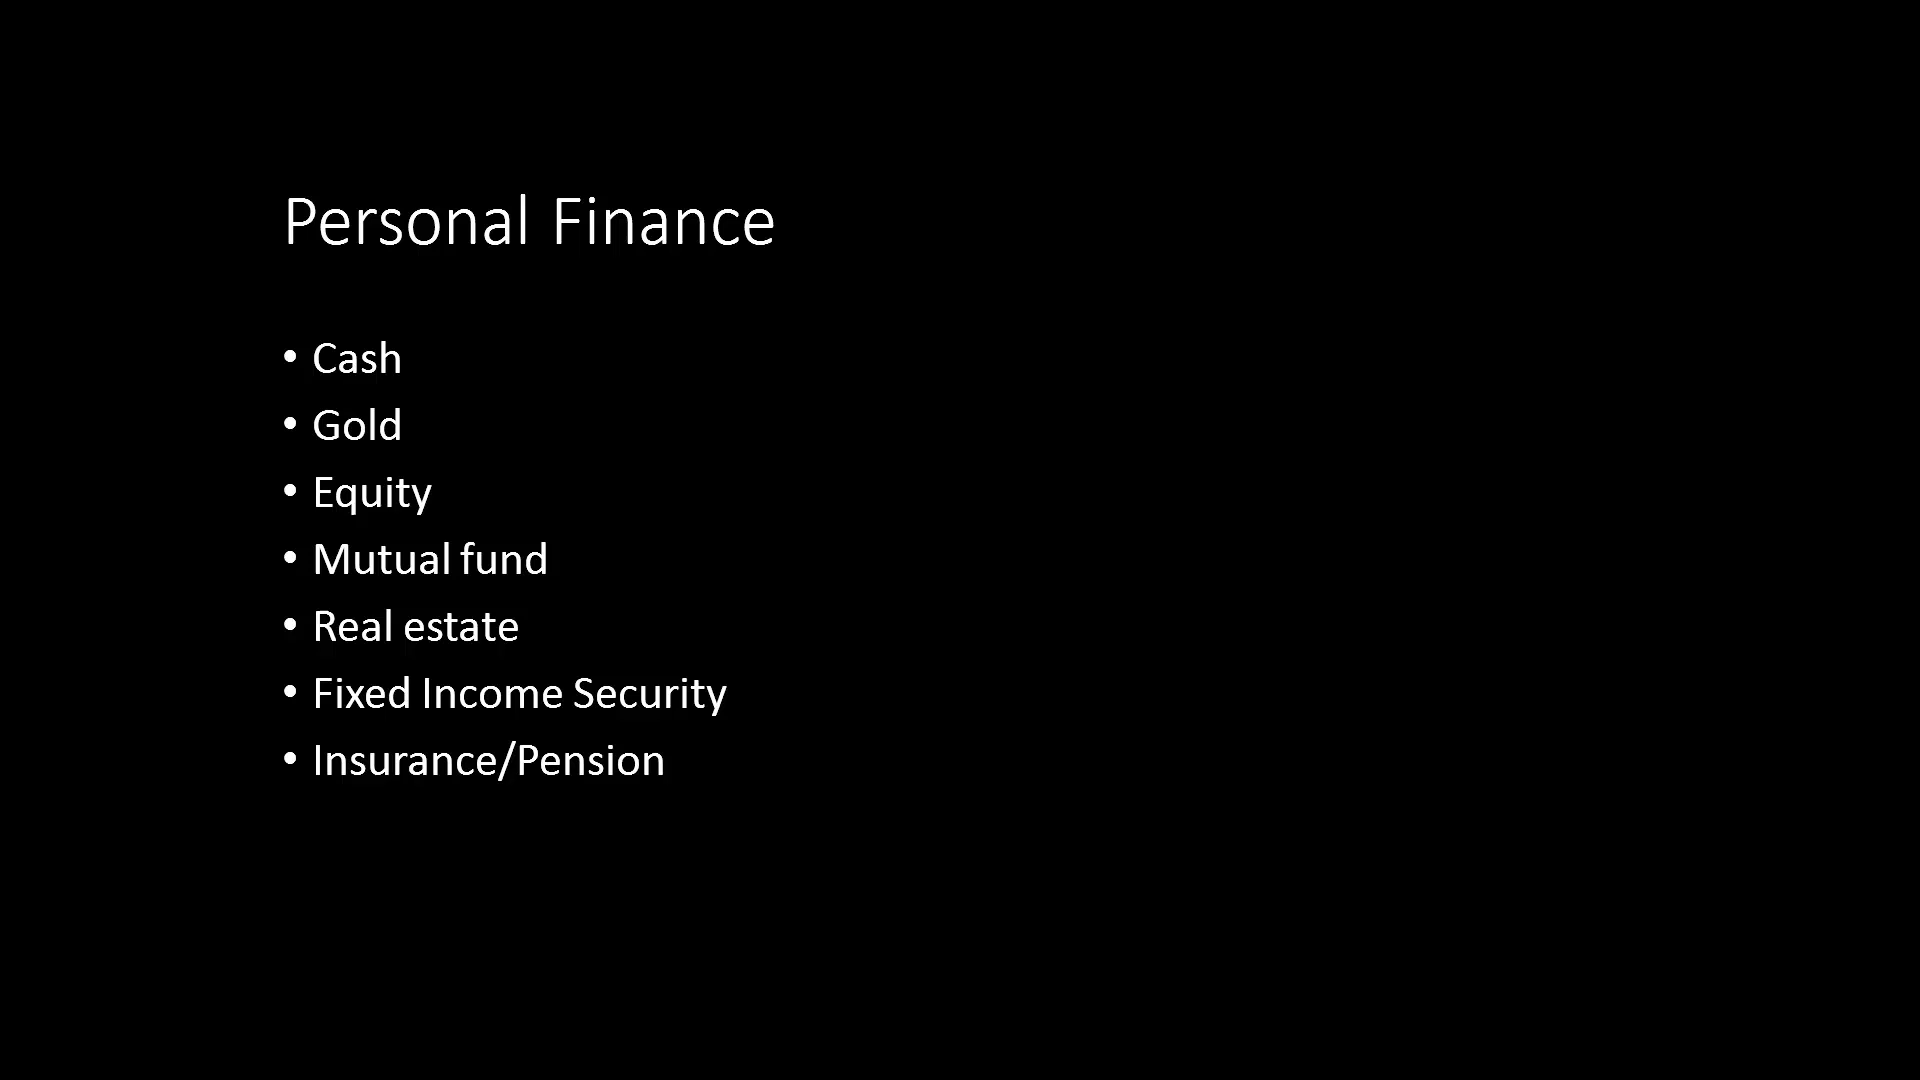 Personal Finance
• Cash
• Gold
• Equity
• Mutual fund
• Real estate
• Fixed Income Security
• Insurance/Pension